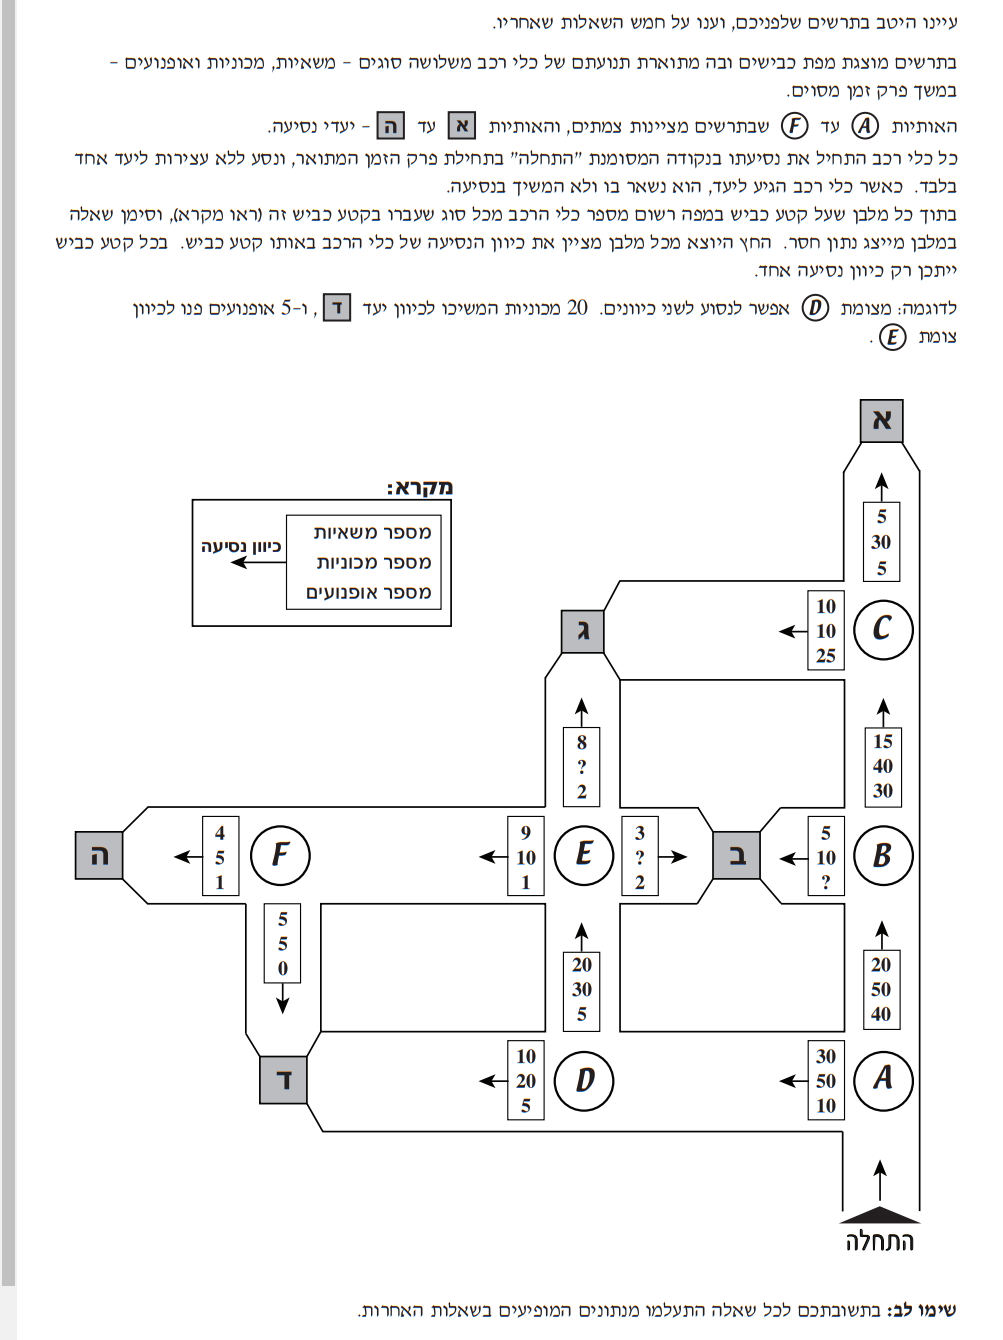 עיינו היטב בתרשים שלפניכם, וענו על חמש השאלות שאחריו.
בתרשים מוצגת מפת כבישים ובה מתוארת תנועתם של כלי רכב משלושה סוגים – משאיות, מכוניות ואופנועים –
במשך פרק זמן מסוים.
האותיות A עד F שבתרשים מציינות צמתים, והאותיות א עד ה – יעדי נסיעה.
כל כלי רכב התחיל את נסיעתו בנקודה המסומנת "התחלה" בתחילת פרק הזמן המתואר, ונסע ללא עצירות ליעד אחד
בלבד. כאשר כלי רכב הגיע ליעד, הוא נשאר בו ולא המשיך בנסיעה.
בתוך כל מלבן שעל קטע כביש במפה רשום מספר כלי הרכב מכל סוג שעברו בקטע כביש זה (ראו מקרא), וסימן שאלה
במלבן מייצג נתון חסר. החץ היוצא מכל מלבן מציין את כיוון הנסיעה של כלי הרכב באותו קטע כביש. בכל קטע כביש
ייתכן רק כיוון נסיעה אחד.
לדוגמה: מצומת D אפשר לנסוע לשני כיוונים. 20 מכוניות המשיכו לכיוון יעד ד, ו-5 אופנועים פנו לכיוון
צומת E.
א
מקרא:
מספר משאיות
מספר מכוניות
מספר אופנועים
כיוון נסיעה
5
30
5
C
10
10
25
ג
15
40
30
8
?
2
B
5
10
?
ב
3
?
2
E
9
10
1
F
4
5
1
ה
5
5
0
20
30
5
20
50
40
A
30
50
10
D
10
20
5
ד
התחלה
שימו לב: בתשובתכם לכל שאלה התעלמו מנתונים המופיעים בשאלות האחרות.